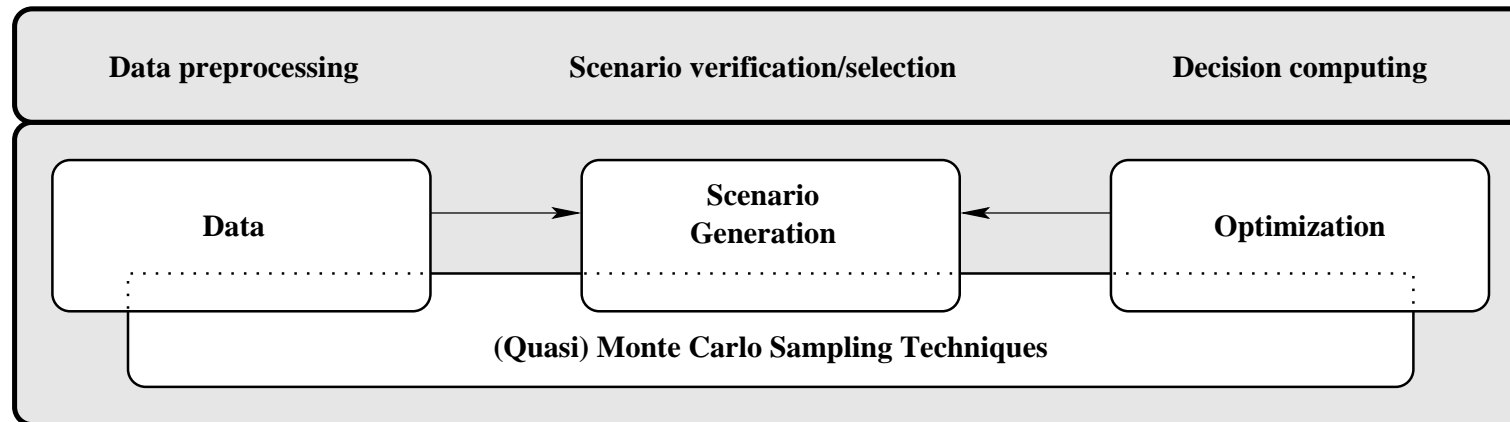 Data preprocessing
Scenario verification/selection
Decision computing
Data
Scenario
Generation
Optimization
(Quasi) Monte Carlo Sampling Techniques